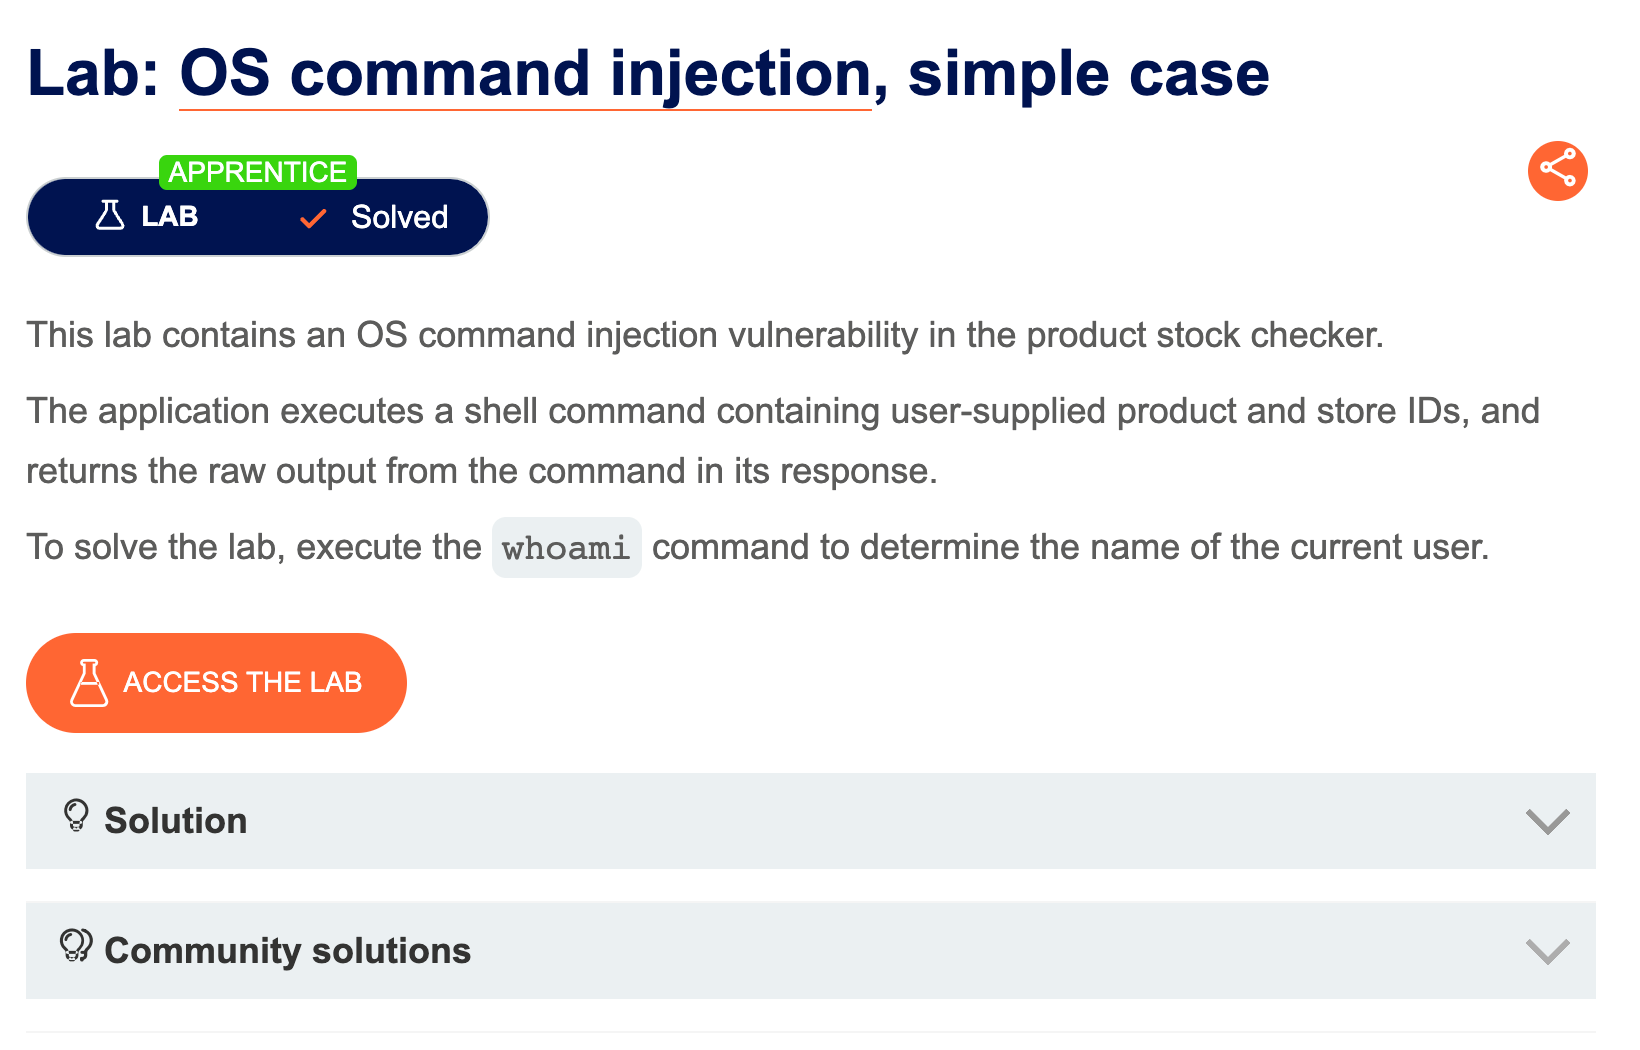 Lab: OS command injection, simple case
APPRENTICE
LAB Solved
This lab contains an OS command injection vulnerability in the product stock checker.
The application executes a shell command containing user-supplied product and store IDs, and
returns the raw output from the command in its response.
To solve the lab, execute the whoami command to determine the name of the current user.
ACCESS THE LAB
Solution
Community solutions